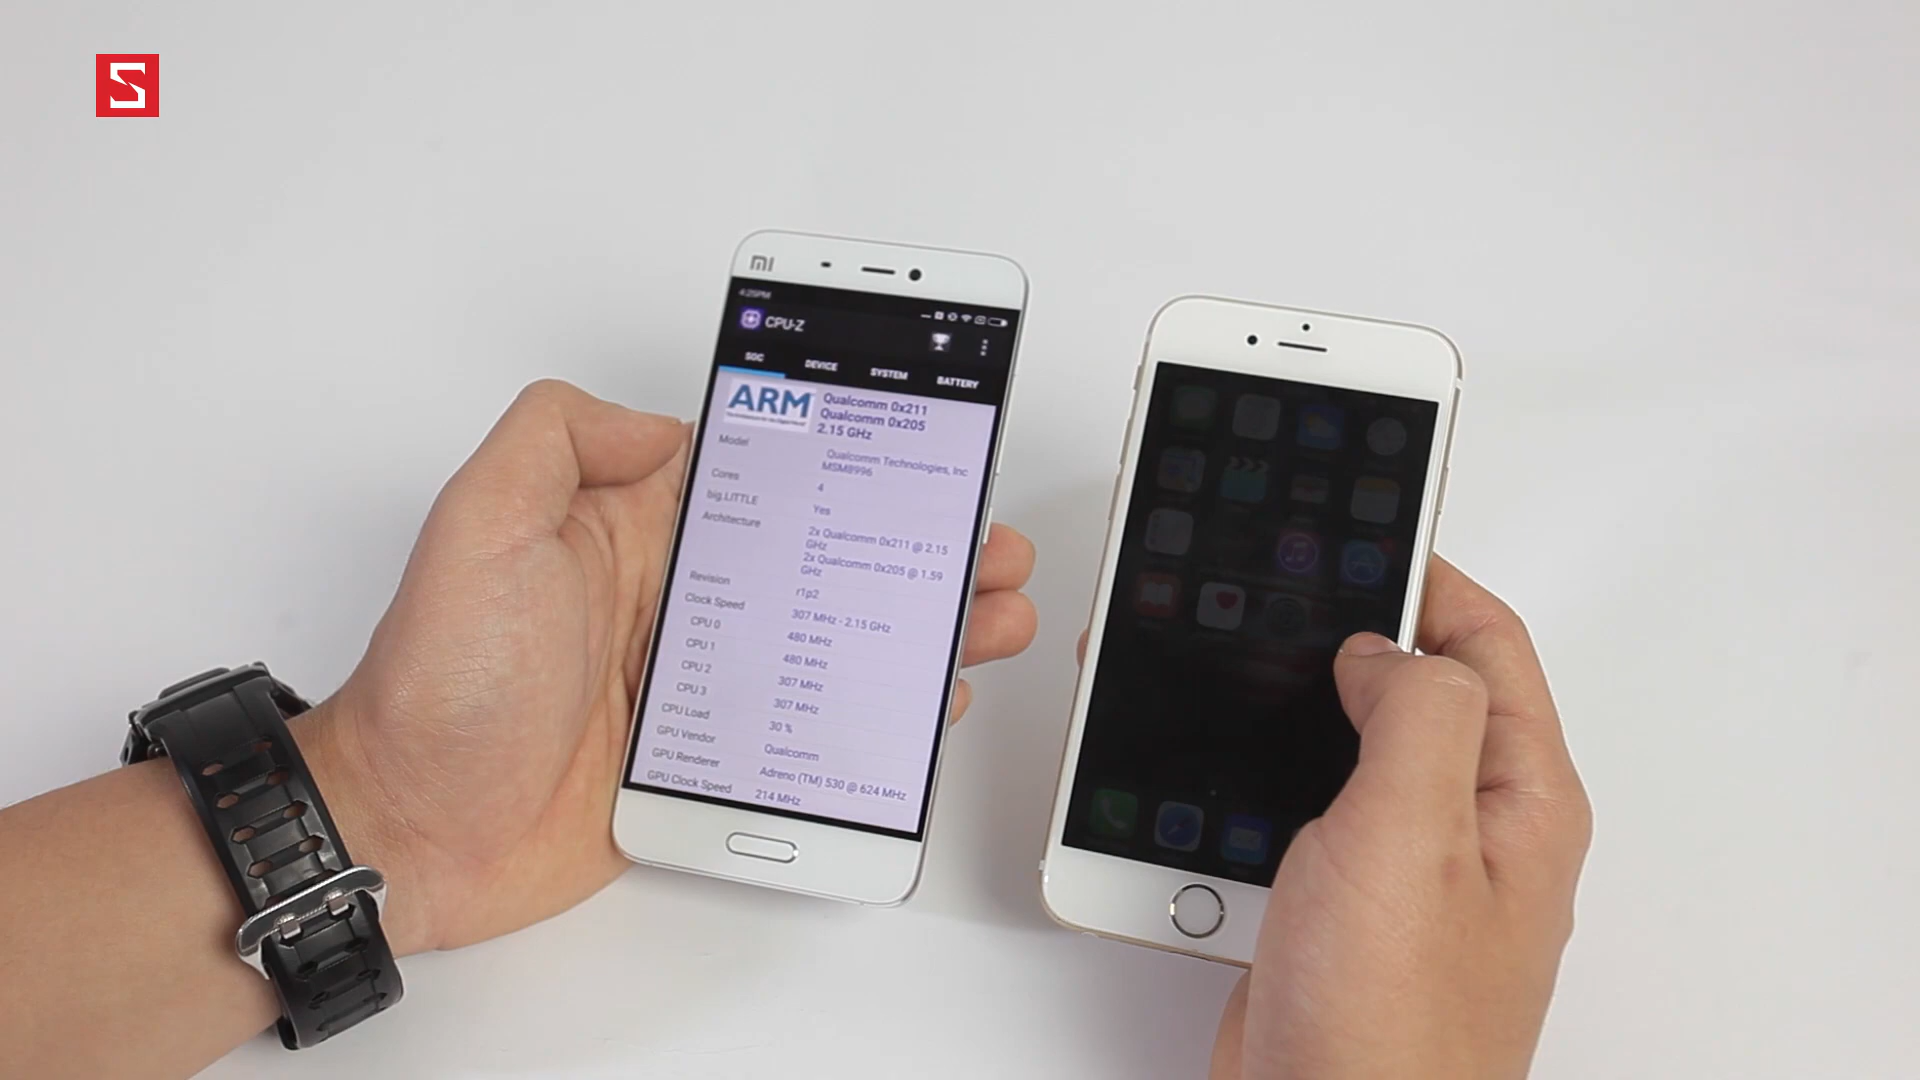 S
MI
4:25PM
CPU-Z
SOC DEVICE SYSTEM BATTERY
ARM
Qualcomm 0x211
Qualcomm 0x205
2.15 GHz
Model Qualcomm Technologies, Inc
MSM8996
Cores 4
big.LITTLE Yes
Architecture 2x Qualcomm 0x211 @ 2.15
GHz
2x Qualcomm 0x205 @ 1.59
GHz
Revision r1p2
Clock Speed 307 MHz - 2.15 GHz
CPU 0 480 MHz
CPU 1 480 MHz
CPU 2 307 MHz
CPU 3 307 MHz
CPU Load 30 %
GPU Vendor Qualcomm
GPU Renderer Adreno (TM) 530 @ 624 MHz
GPU Clock Speed 214 MHz